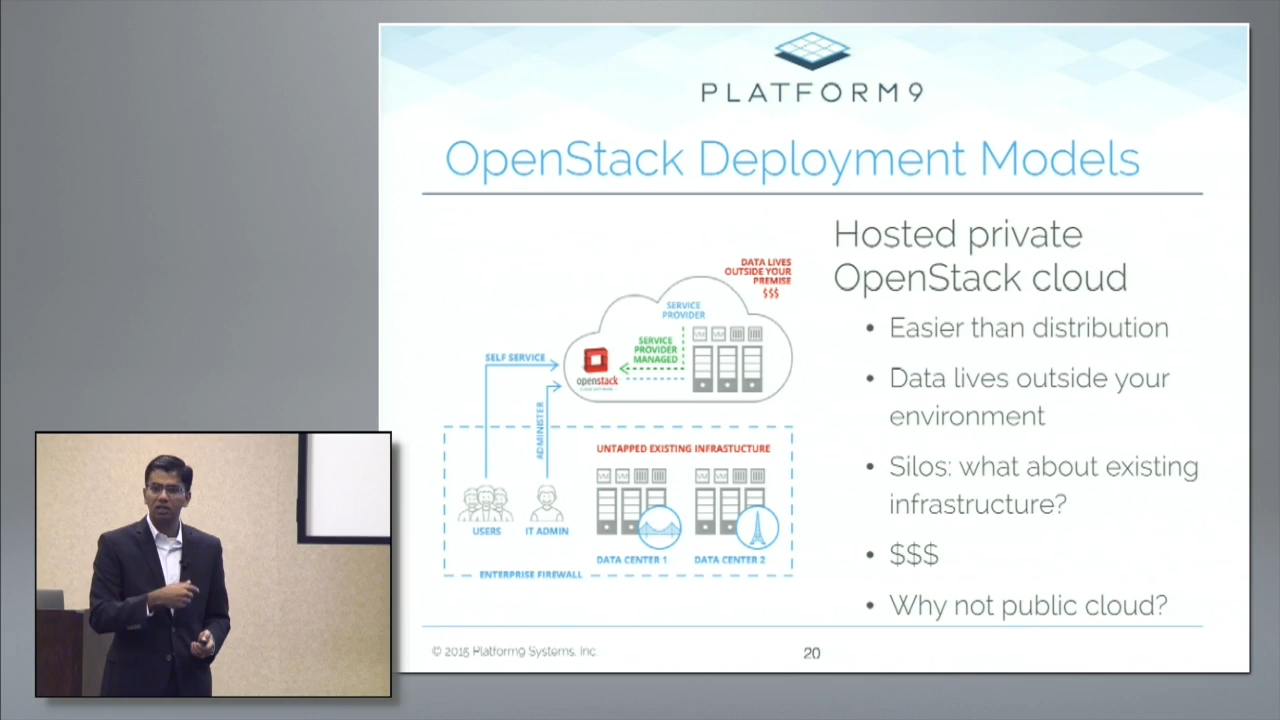 PLATFORM9
OpenStack Deployment Models
Hosted private
OpenStack cloud
• Easier than distribution
• Data lives outside your
environment
• Silos: what about existing
infrastructure?
• $$$
• Why not public cloud?
DATA LIVES
OUTSIDE YOUR
PREMISE
$$$
SERVICE
PROVIDER
SERVICE
PROVIDER
MANAGED
openstack
SELF SERVICE
ADMINISTER
UNTAPPED EXISTING INFRASTUCTURE
USERS
IT ADMIN
DATA CENTER 1
DATA CENTER 2
ENTERPRISE FIREWALL
© 2015 Platform9 Systems, Inc.
20